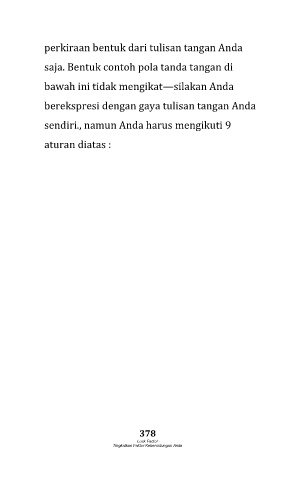 perkiraan bentuk dari tulisan tangan Anda
saja. Bentuk contoh pola tanda tangan di
bawah ini tidak mengikat—silakan Anda
berekspresi dengan gaya tulisan tangan Anda
sendiri., namun Anda harus mengikuti 9
aturan diatas :
378
Luck Factor
Tingkatkan Faktor Keberuntungan Anda